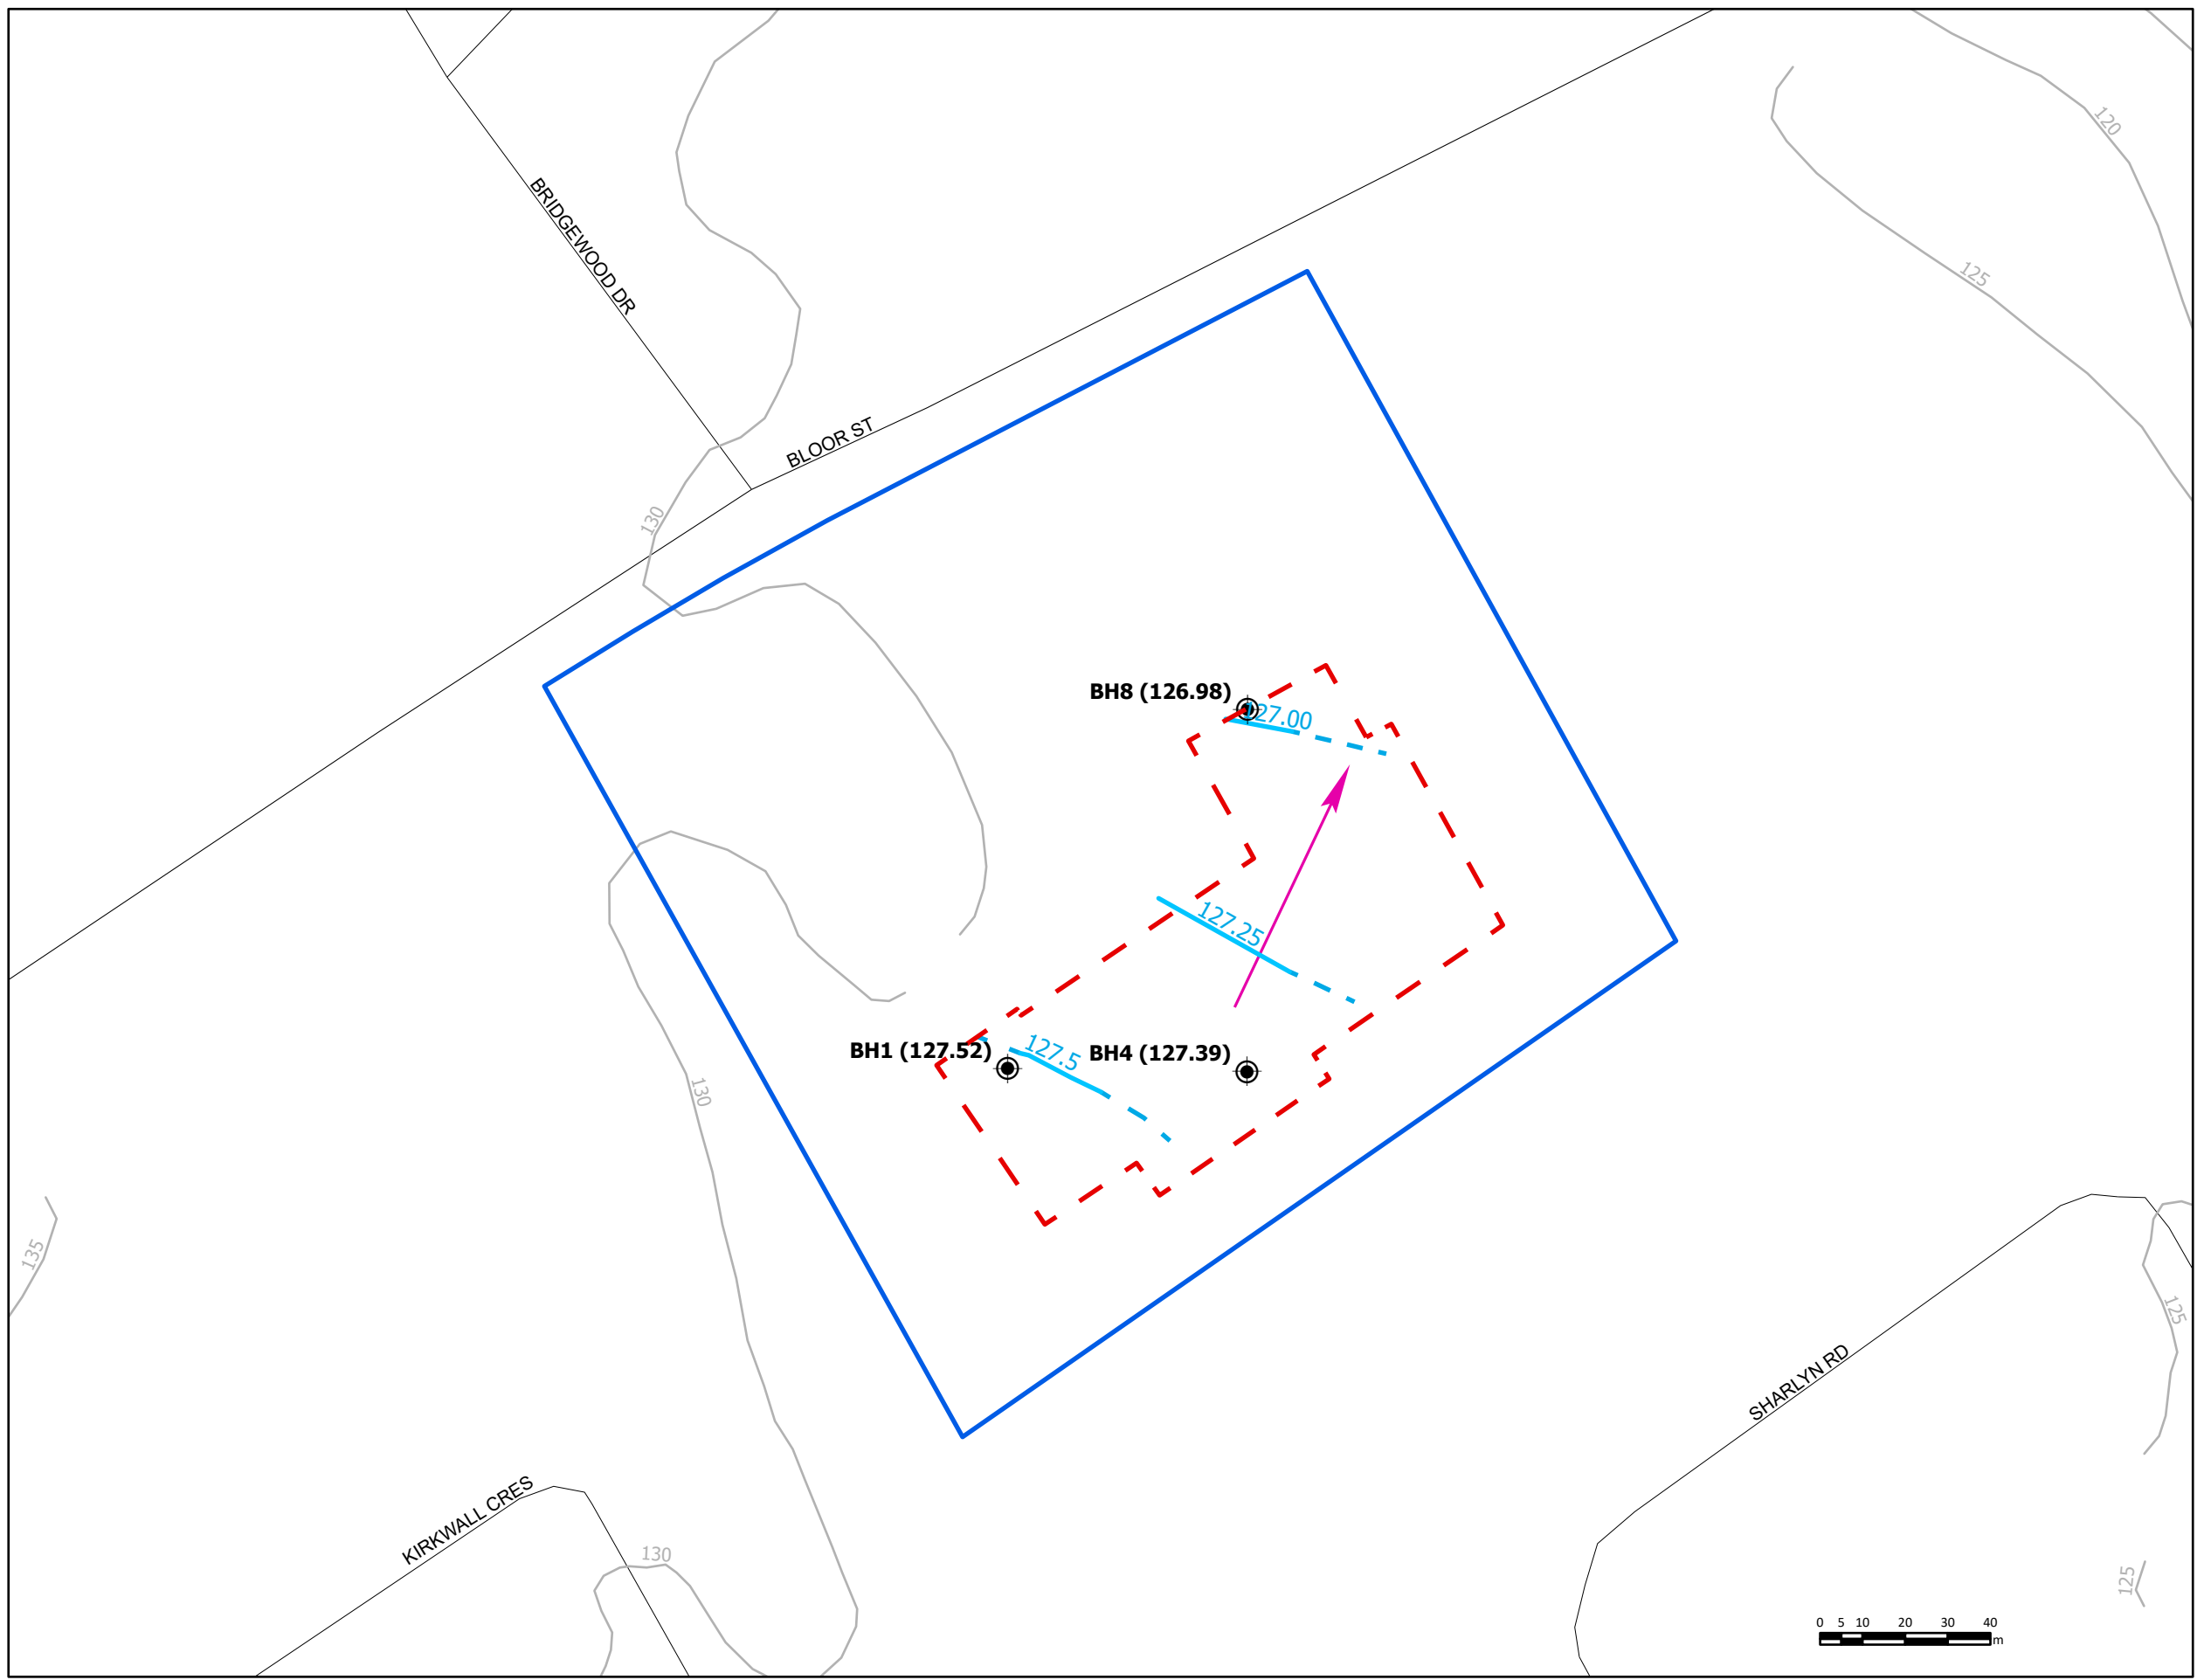 120
BRIDGEWOOD DR
125
BLOOR ST
130
BH8 (126.98)
127.00
127.25
BH1 (127.52)
127.5
BH4 (127.39)
130
135
125
SHARLYN RD
KIRKWALL CRES
130
125
0 5 10 20 30 40
m